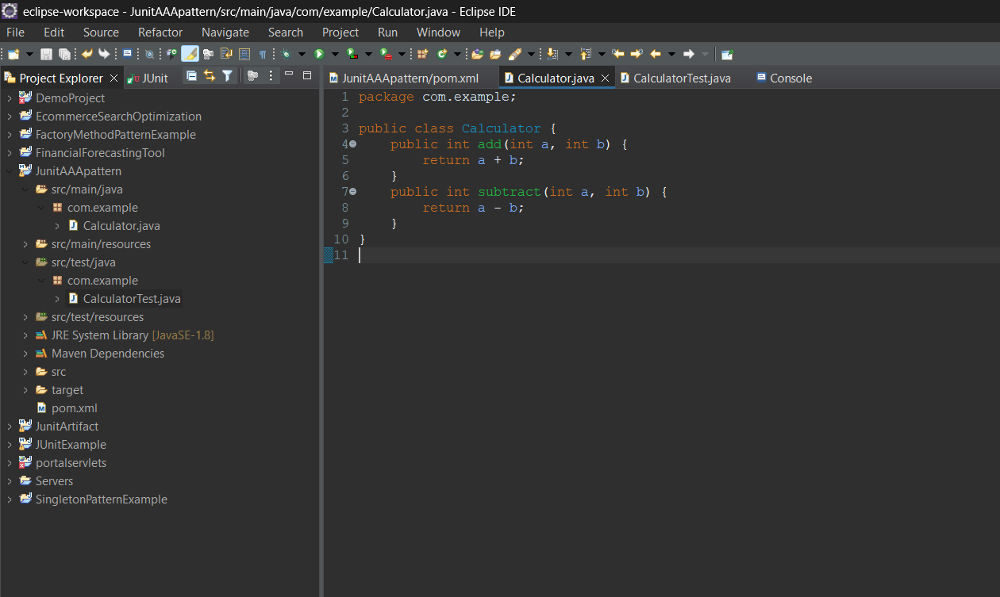 eclipse-workspace - JunitAAApattern/src/main/java/com/example/Calculator.java - Eclipse IDE
File Edit Source Refactor Navigate Search Project Run Window Help
Project Explorer JUnit
DemoProject
EcommerceSearchOptimization
FactoryMethodPatternExample
FinancialForecastingTool
JunitAAApattern
src/main/java
com.example
Calculator.java
src/main/resources
src/test/java
com.example
CalculatorTest.java
src/test/resources
JRE System Library [JavaSE-1.8]
Maven Dependencies
src
target
pom.xml
JunitArtifact
JUnitExample
portalservlets
Servers
SingletonPatternExample
JunitAAApattern/pom.xml Calculator.java CalculatorTest.java Console
1 package com.example;
2
3 public class Calculator {
4 public int add(int a, int b) {
5 return a + b;
6 }
7 public int subtract(int a, int b) {
8 return a - b;
9 }
10 }
11